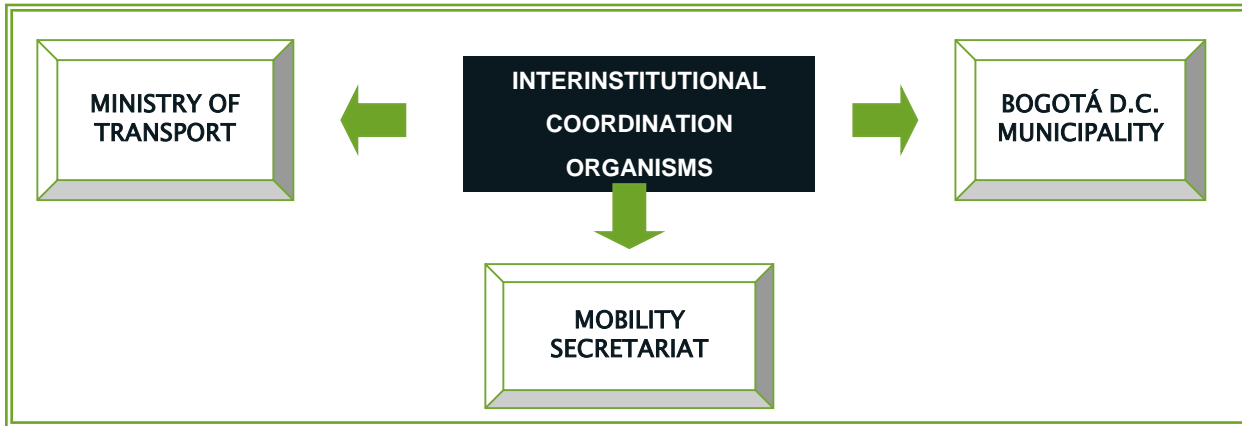 MINISTRY OF
TRANSPORT
INTERINSTITUTIONAL
COORDINATION
ORGANISMS
BOGOTÁ D.C.
MUNICIPALITY
MOBILITY
SECRETARIAT